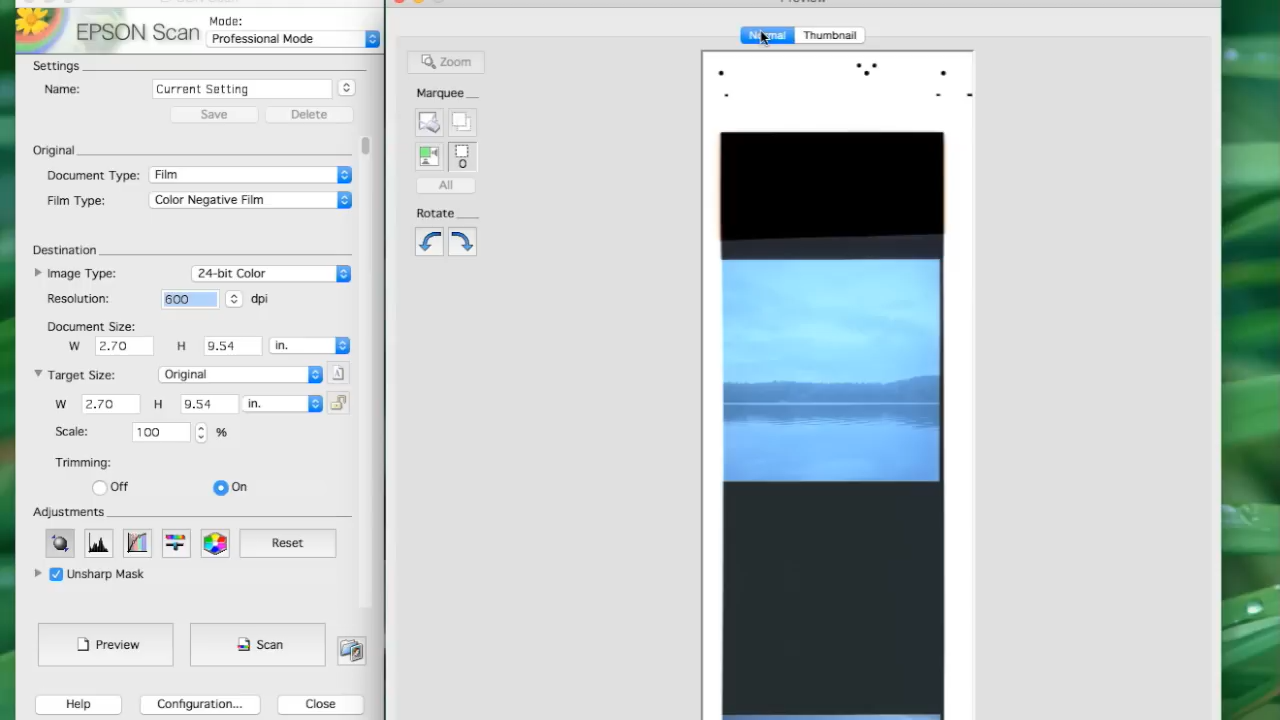 EPSON Scan
Mode:
Professional Mode
Settings
Name:
Current Setting
Save
Delete
Original
Document Type:
Film
Film Type:
Color Negative Film
Destination
Image Type:
24-bit Color
Resolution:
600
dpi
Document Size:
W
2.70
H
9.54
in.
Target Size:
Original
W
2.70
H
9.54
in.
Scale:
100
%
Trimming:
Off
On
Adjustments
Reset
Unsharp Mask
Preview
Scan
Help
Configuration...
Close
Preview
Normal
Thumbnail
Zoom
Marquee
0
All
Rotate